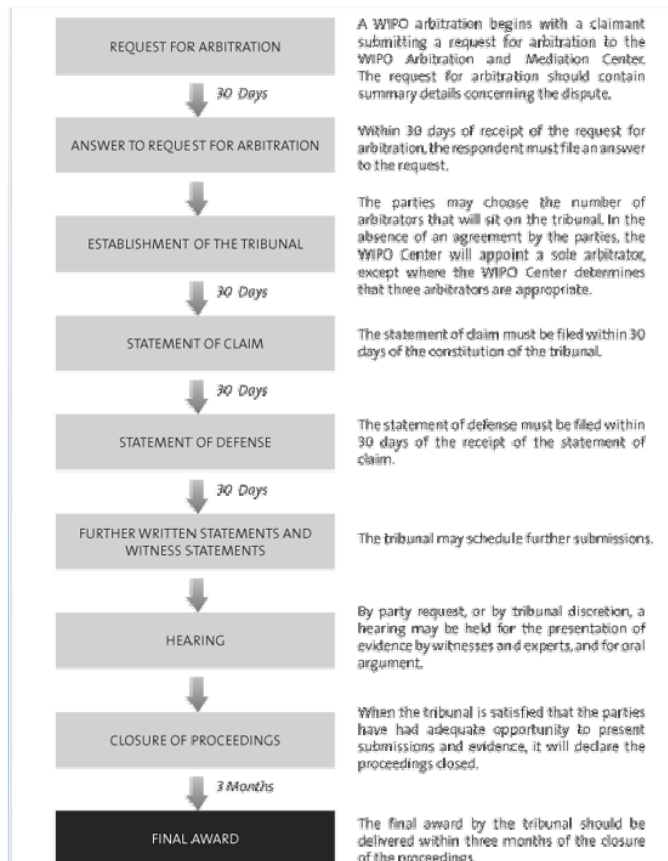 REQUEST FOR ARBITRATION
A WIPO arbitration begins with a claimant
submitting a request for arbitration to the
WIPO Arbitration and Mediation Center.
The request for arbitration should contain
summary details concerning the dispute.
30 Days
ANSWER TO REQUEST FOR ARBITRATION
Within 30 days of receipt of the request for
arbitration, the respondent must file an answer
to the request.
ESTABLISHMENT OF THE TRIBUNAL
The parties may choose the number of
arbitrators that will sit on the tribunal. In the
absence of an agreement by the parties, the
WIPO Center will appoint a sole arbitrator,
except where the WIPO Center determines
that three arbitrators are appropriate.
30 Days
STATEMENT OF CLAIM
The statement of claim must be filed within 30
days of the constitution of the tribunal.
30 Days
STATEMENT OF DEFENSE
The statement of defense must be filed within
30 days of the receipt of the statement of
claim.
30 Days
FURTHER WRITTEN STATEMENTS AND
WITNESS STATEMENTS
The tribunal may schedule further submissions.
HEARING
By party request, or by tribunal discretion, a
hearing may be held for the presentation of
evidence by witnesses and experts, and for oral
argument.
CLOSURE OF PROCEEDINGS
When the tribunal is satisfied that the parties
have had adequate opportunity to present
submissions and evidence, it will declare the
proceedings closed.
3 Months
FINAL AWARD
The final award by the tribunal should be
delivered within three months of the closure
of the proceedings.